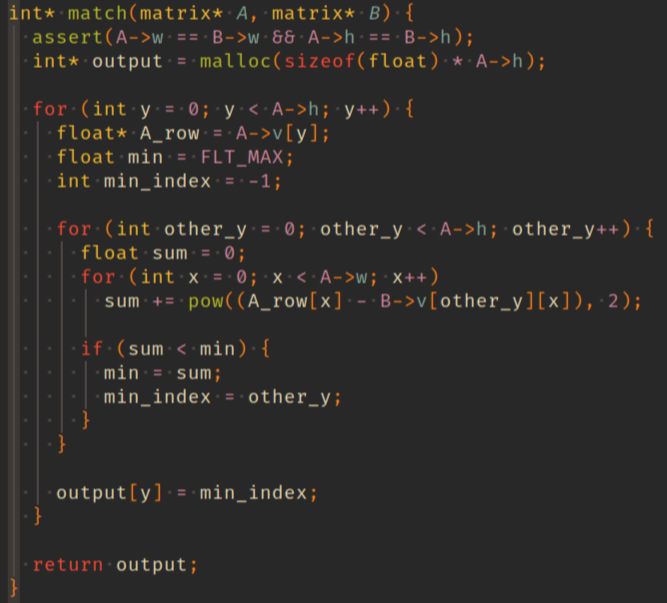 int* match(matrix* A, matrix* B) {
  assert(A->w == B->w && A->h == B->h);
  int* output = malloc(sizeof(float) * A->h);

  for (int y = 0; y < A->h; y++) {
    float* A_row = A->v[y];
    float min = FLT_MAX;
    int min_index = -1;

    for (int other_y = 0; other_y < A->h; other_y++) {
      float sum = 0;
      for (int x = 0; x < A->w; x++)
        sum += pow((A_row[x] - B->v[other_y][x]), 2);

      if (sum < min) {
        min = sum;
        min_index = other_y;
      }
    }

    output[y] = min_index;
  }

  return output;
}